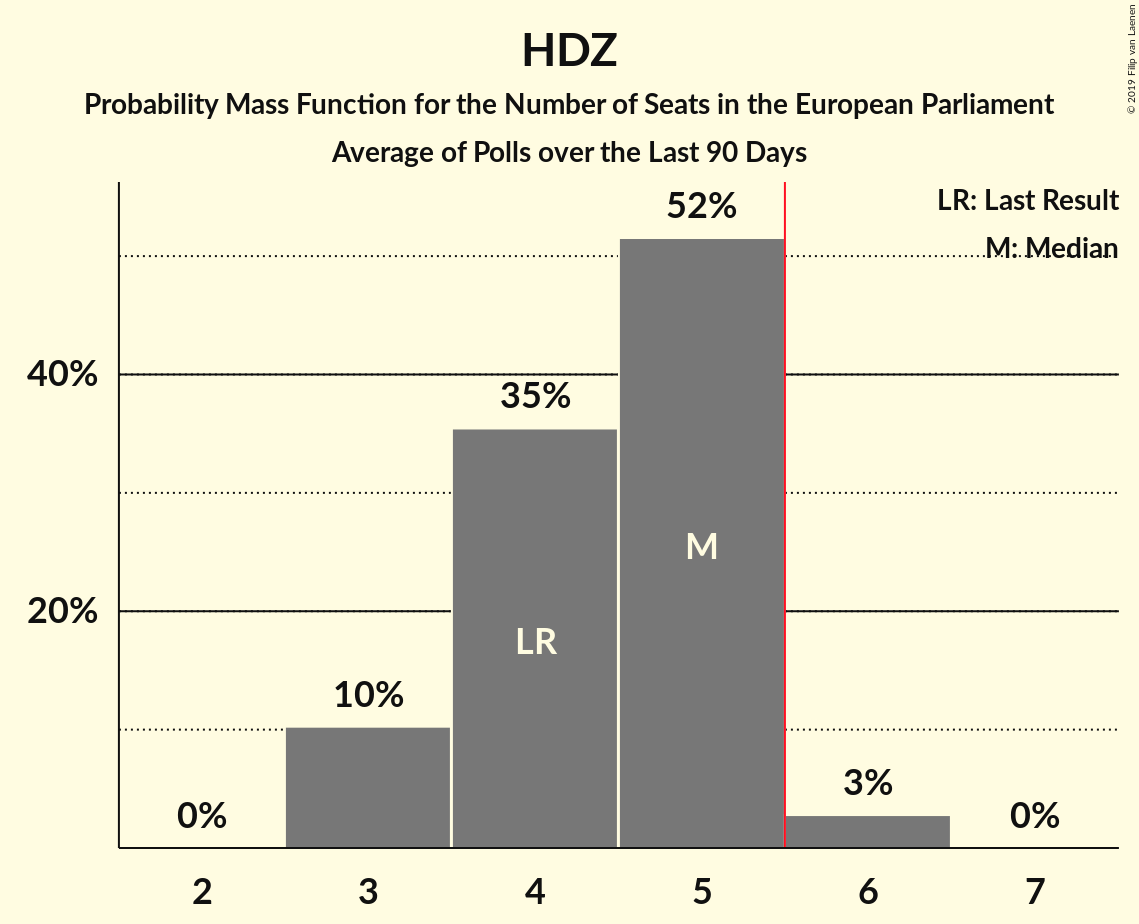 HDZ
Probability Mass Function for the Number of Seats in the European Parliament
Average of Polls over the Last 90 Days
© 2019 Filip van Laenen
LR: Last Result
M: Median
52%
40%
35%
M
20%
LR
10%
3%
0%
0%
2 3 4 5 6 7